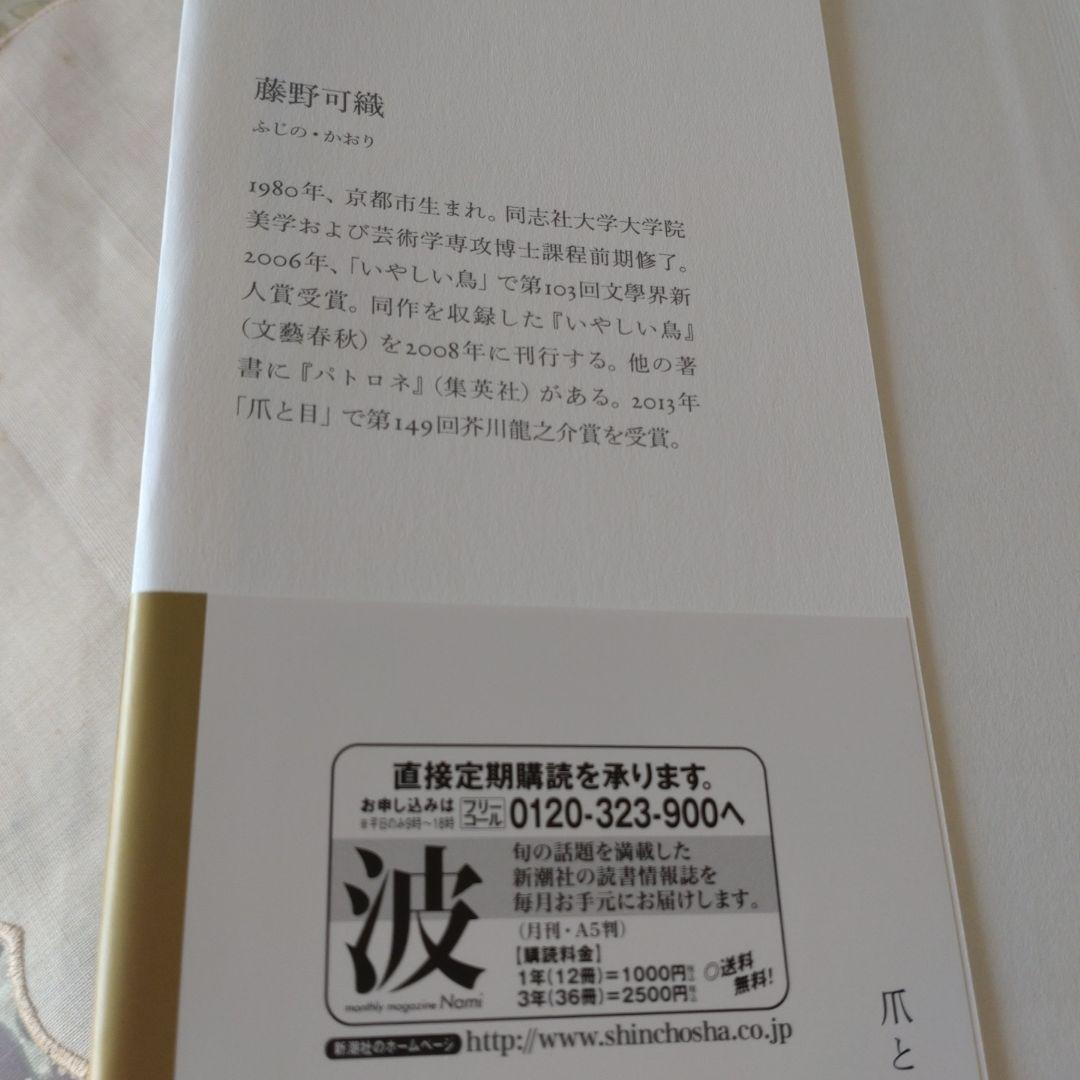 藤野可織
ふじの・かおり
1980年、京都市生まれ。同志社大学大学院
美学および芸術学専攻博士課程前期修了。
2006年、「いやしい鳥」で第103回文學界新
人賞受賞。同作を収録した『いやしい鳥』
(文藝春秋)を2008年に刊行する。他の著
書に『パトロネ』(集英社)がある。2013年
「爪と目」で第149回芥川龍之介賞を受賞。
直接定期購読を承ります。
お申し込みは フリーコール 0120-323-900へ
※平日のみ9時〜18時
波
monthly magazine Nami
旬の話題を満載した
新潮社の読書情報誌を
毎月お手元にお届けします。
(月刊・A5判)
【購読料金】
1年(12冊)=1000円
3年(36冊)=2500円
◎送料無料!
新潮社のホームページ http://www.shinchosha.co.jp
爪と